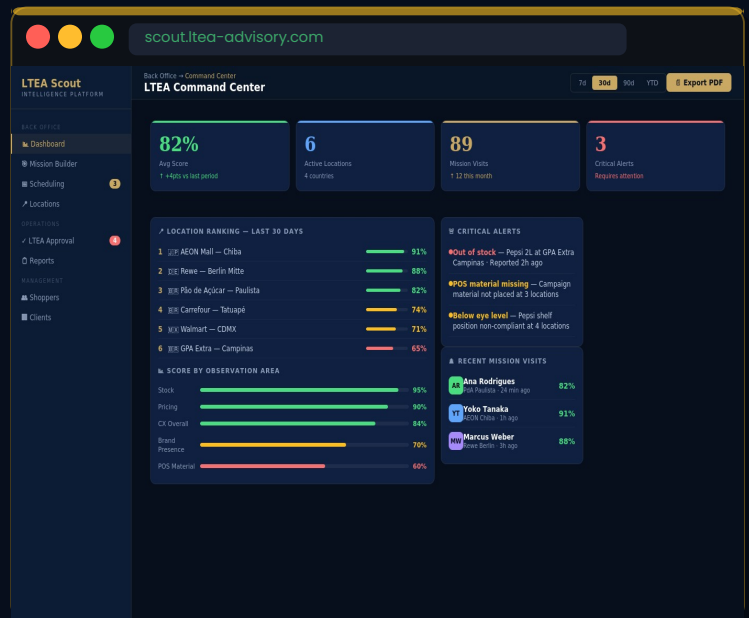 scout.ltea-advisory.com
LTEA Scout
INTELLIGENCE PLATFORM
BACK OFFICE
Dashboard
Mission Builder
Scheduling 3
Locations
OPERATIONS
LTEA Approval 4
Reports
MANAGEMENT
Shoppers
Clients
Back Office → Command Center
LTEA Command Center
7d 30d 90d YTD
Export PDF
82%
Avg Score
↑ +4pts vs last period
6
Active Locations
4 countries
89
Mission Visits
↑ 12 this month
3
Critical Alerts
Requires attention
LOCATION RANKING — LAST 30 DAYS
1 🇯🇵 AEON Mall — Chiba 91%
2 🇩🇪 Rewe — Berlin Mitte 88%
3 🇧🇷 Pão de Açúcar — Paulista 82%
4 🇧🇷 Carrefour — Tatuapé 74%
5 🇲🇽 Walmart — CDMX 71%
6 🇧🇷 GPA Extra — Campinas 65%
SCORE BY OBSERVATION AREA
Stock 95%
Pricing 90%
CX Overall 84%
Brand
Presence 70%
POS Material 60%
CRITICAL ALERTS
Out of stock — Pepsi 2L at GPA Extra
Campinas · Reported 2h ago
POS material missing — Campaign
material not placed at 3 locations
Below eye level — Pepsi shelf
position non-compliant at 4 locations
RECENT MISSION VISITS
AR Ana Rodrigues 82%
PdA Paulista · 24 min ago
YT Yoko Tanaka 91%
AEON Chiba · 1h ago
MW Marcus Weber 88%
Rewe Berlin · 3h ago